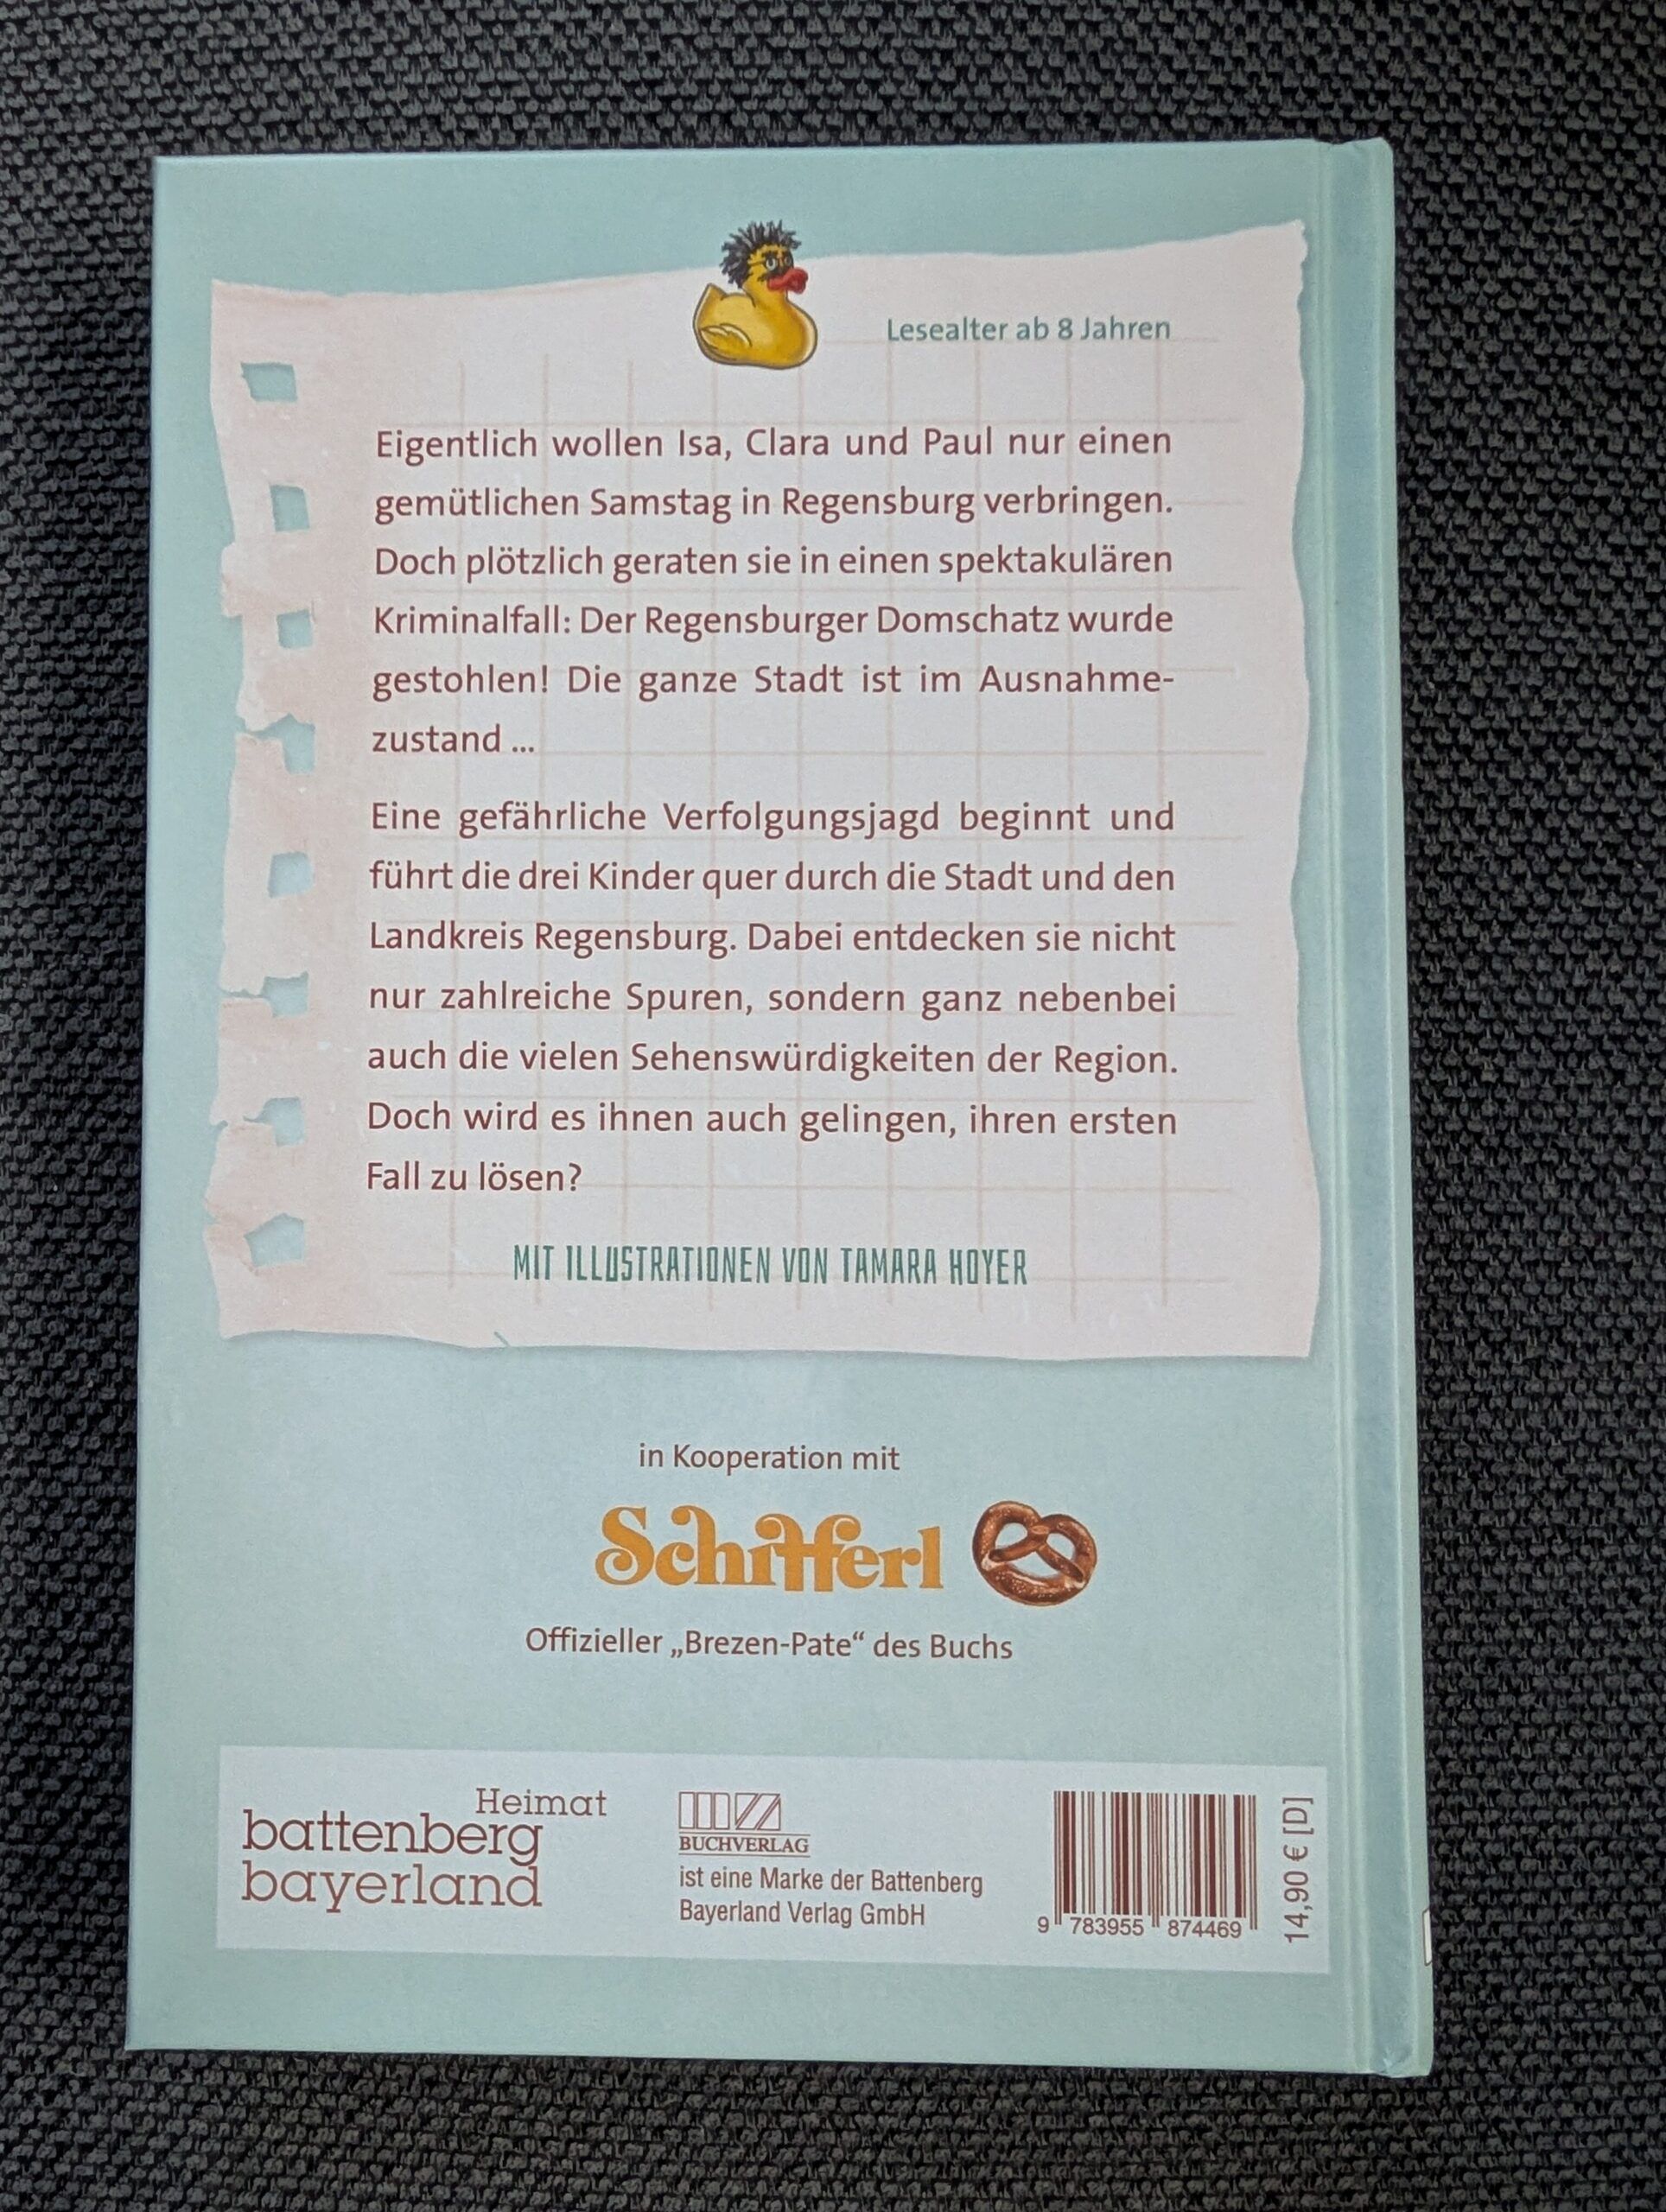 Lesealter ab 8 Jahren
Eigentlich wollen Isa, Clara und Paul nur einen
gemütlichen Samstag in Regensburg verbringen.
Doch plötzlich geraten sie in einen spektakulären
Kriminalfall: Der Regensburger Domschatz wurde
gestohlen! Die ganze Stadt ist im Ausnahme-
zustand ...
Eine gefährliche Verfolgungsjagd beginnt und
führt die drei Kinder quer durch die Stadt und den
Landkreis Regensburg. Dabei entdecken sie nicht
nur zahlreiche Spuren, sondern ganz nebenbei
auch die vielen Sehenswürdigkeiten der Region.
Doch wird es ihnen auch gelingen, ihren ersten
Fall zu lösen?
MIT ILLUSTRATIONEN VON TAMARA HOYER
in Kooperation mit
Schifferl
Offizieller „Brezen-Pate“ des Buchs
Heimat
battenberg
bayerland
MZ
BUCHVERLAG
ist eine Marke der Battenberg
Bayerland Verlag GmbH
9 783955 874469
14,90 € [D]